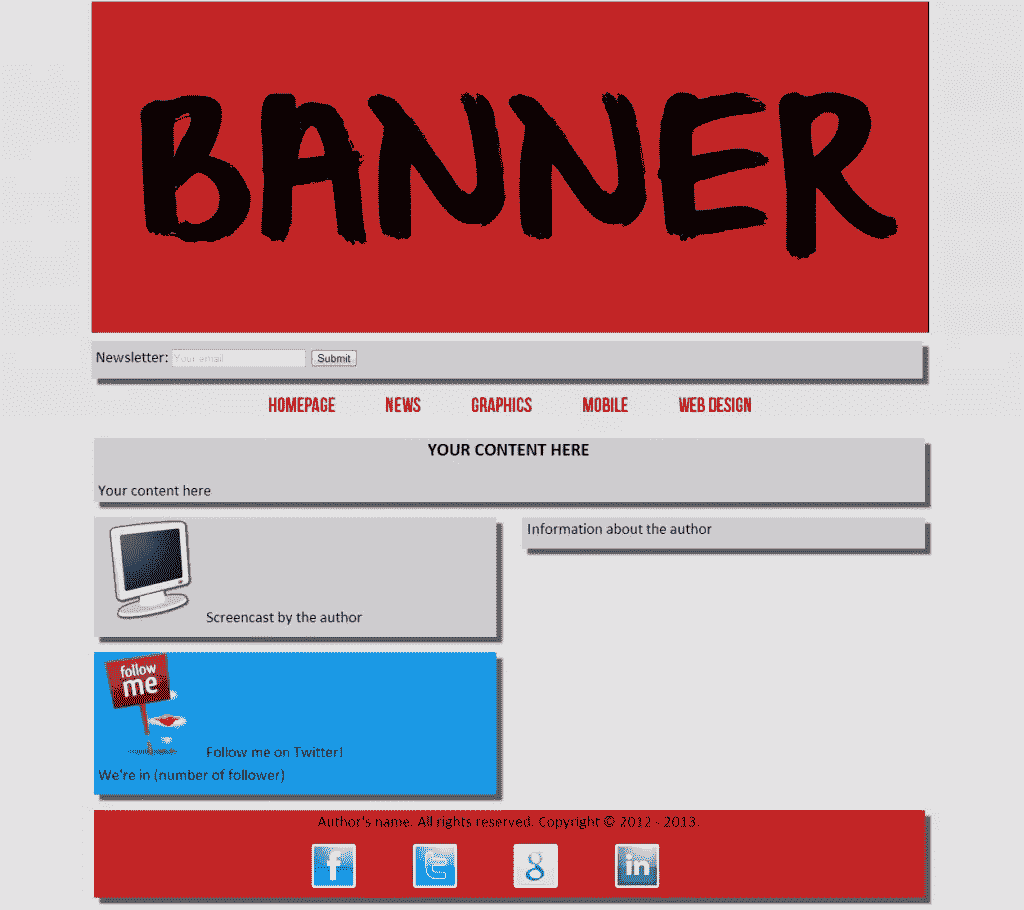 BANNER
Newsletter: Your email Submit
HOMEPAGE NEWS GRAPHICS MOBILE WEB DESIGN
YOUR CONTENT HERE
Your content here
Screencast by the author
Information about the author
follow
me
Follow me on Twitter!
We're in (number of follower)
Author's name. All rights reserved. Copyright © 2012 - 2013.
f t 8 in